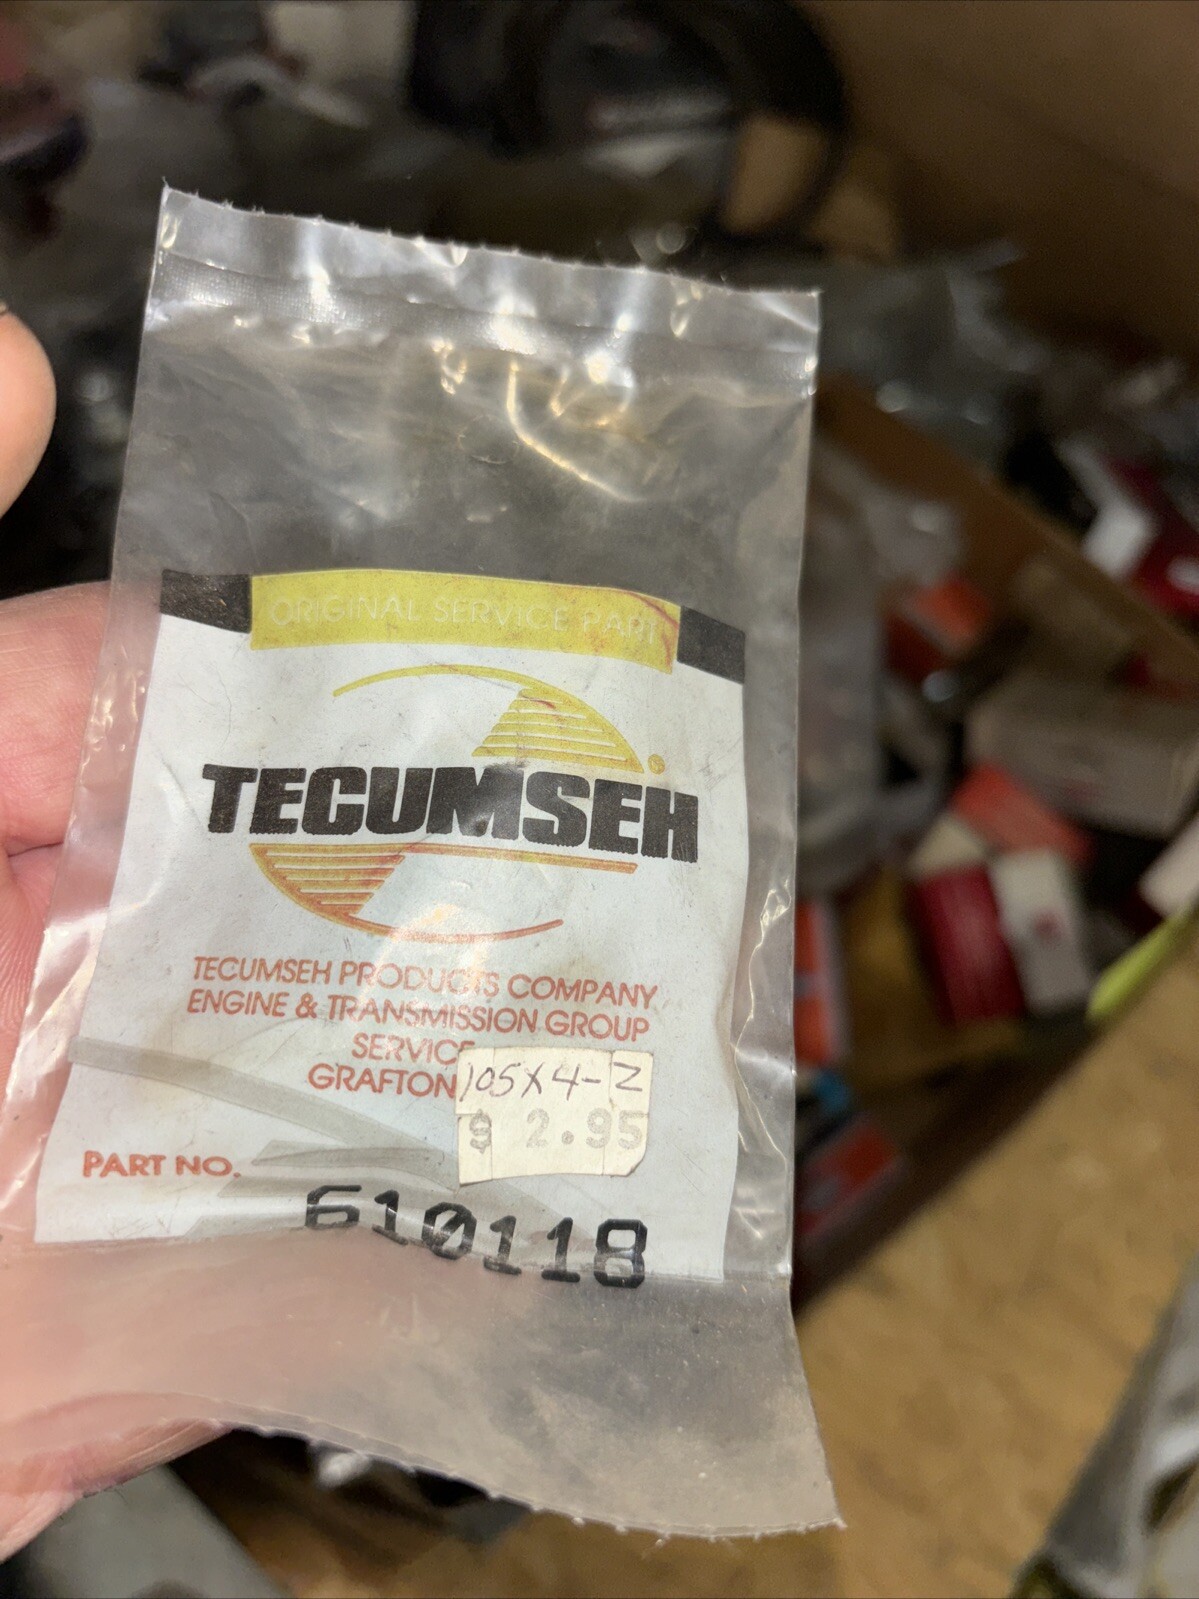 ORIGINAL SERVICE PART
TECUMSEH
TECUMSEH PRODUCTS COMPANY
ENGINE & TRANSMISSION GROUP
SERVICE
GRAFTON
105X4-Z
$ 2.95
PART NO.
610118